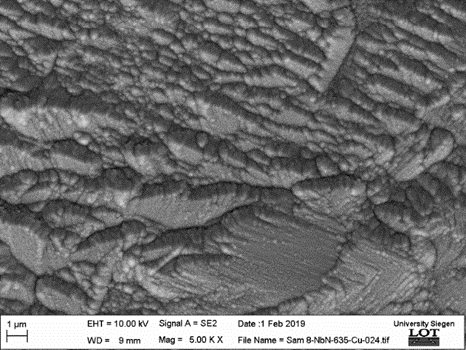 1 µm
EHT = 10.00 kV Signal A = SE2 Date :1 Feb 2019 University Siegen
LOT
WD = 9 mm Mag = 5.00 K X File Name = Sam 8-NbN-635-Cu-024.tif